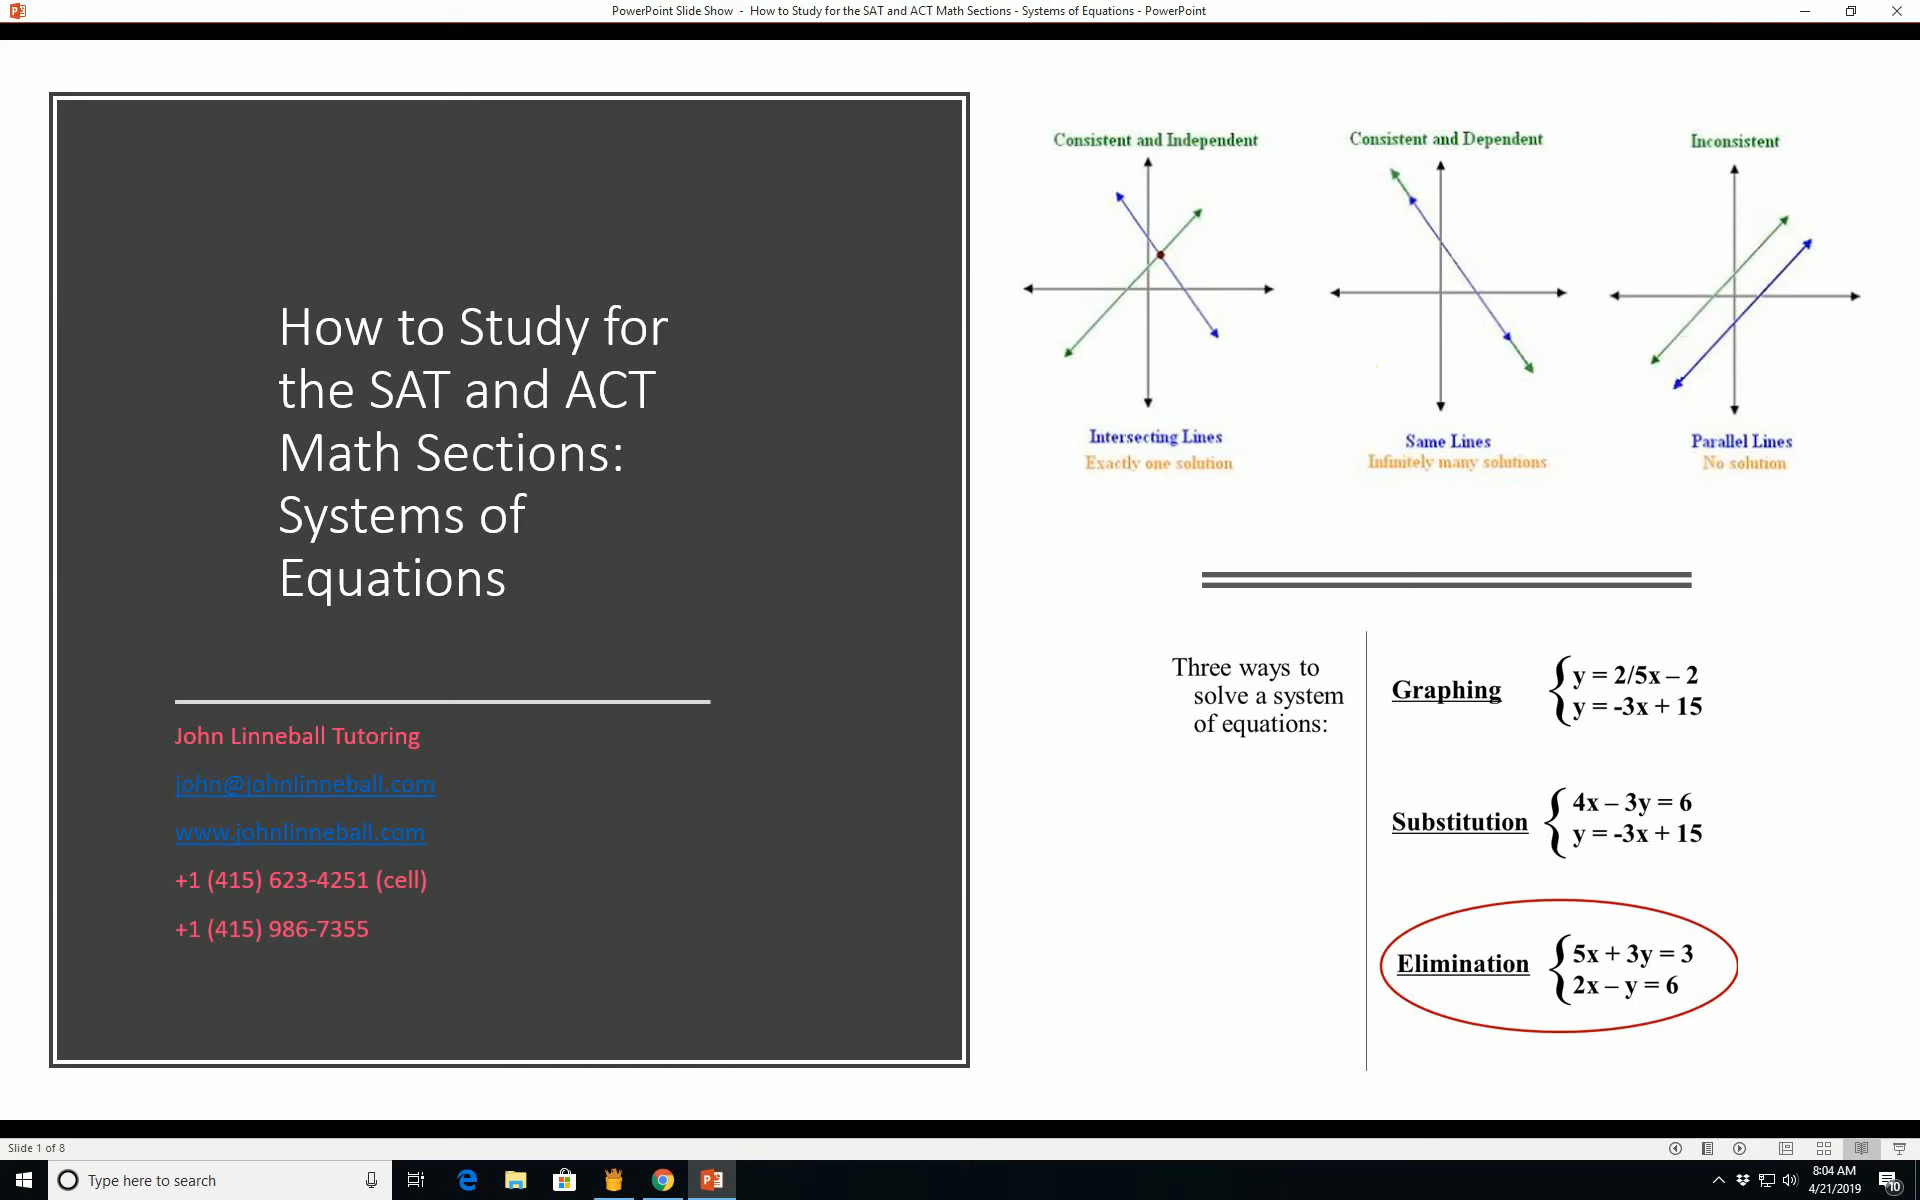 PowerPoint Slide Show - How to Study for the SAT and ACT Math Sections - Systems of Equations - PowerPoint
How to Study for
the SAT and ACT
Math Sections:
Systems of
Equations
John Linneball Tutoring
john@johnlinneball.com
www.johnlinneball.com
+1 (415) 623-4251 (cell)
+1 (415) 986-7355
Consistent and Independent
Intersecting Lines
Exactly one solution
Consistent and Dependent
Same Lines
Infinitely many solutions
Inconsistent
Parallel Lines
No solution
Three ways to
solve a system
of equations:
Graphing
y = 2/5x – 2
y = -3x + 15
Substitution
4x – 3y = 6
y = -3x + 15
Elimination
5x + 3y = 3
2x – y = 6
Slide 1 of 8
Type here to search
8:04 AM
4/21/2019
10